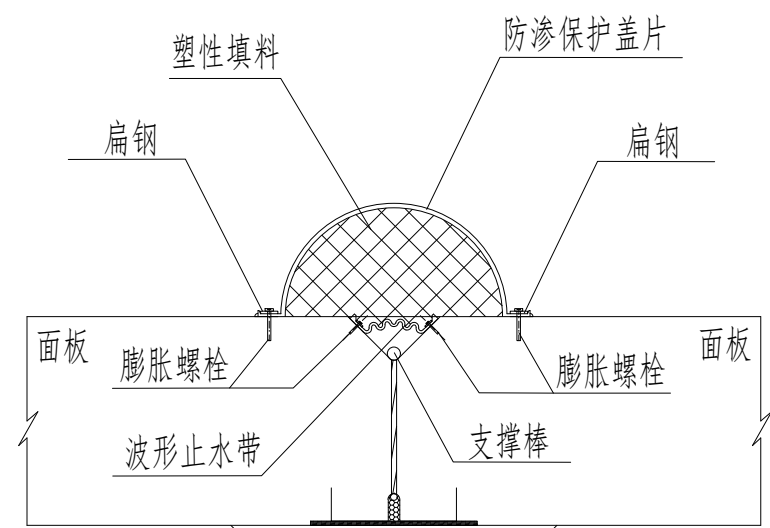 塑性填料
防渗保护盖片
扁钢
扁钢
面板
面板
膨胀螺栓
膨胀螺栓
波形止水带
支撑棒